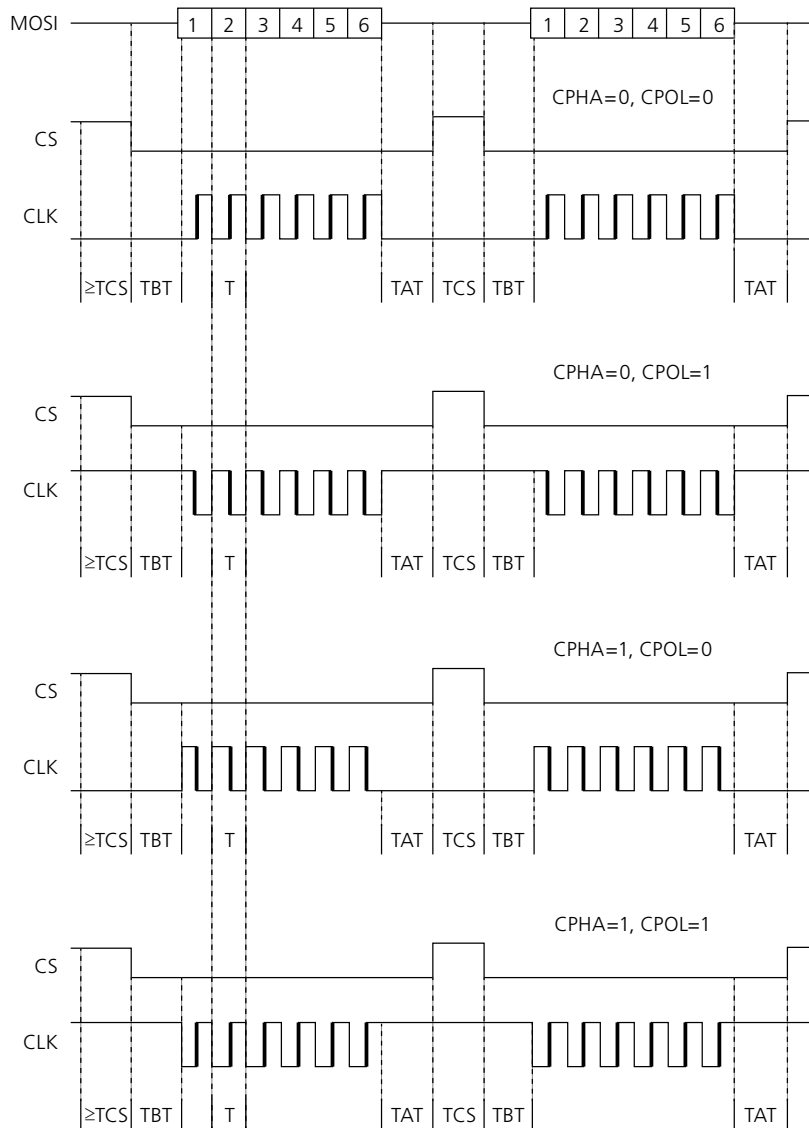 MOSI 1 2 3 4 5 6 1 2 3 4 5 6
CPHA=0, CPOL=0
CS
CLK
≥TCS TBT T TAT TCS TBT TAT
CPHA=0, CPOL=1
CS
CLK
≥TCS TBT T TAT TCS TBT TAT
CPHA=1, CPOL=0
CS
CLK
≥TCS TBT T TAT TCS TBT TAT
CPHA=1, CPOL=1
CS
CLK
≥TCS TBT T TAT TCS TBT TAT